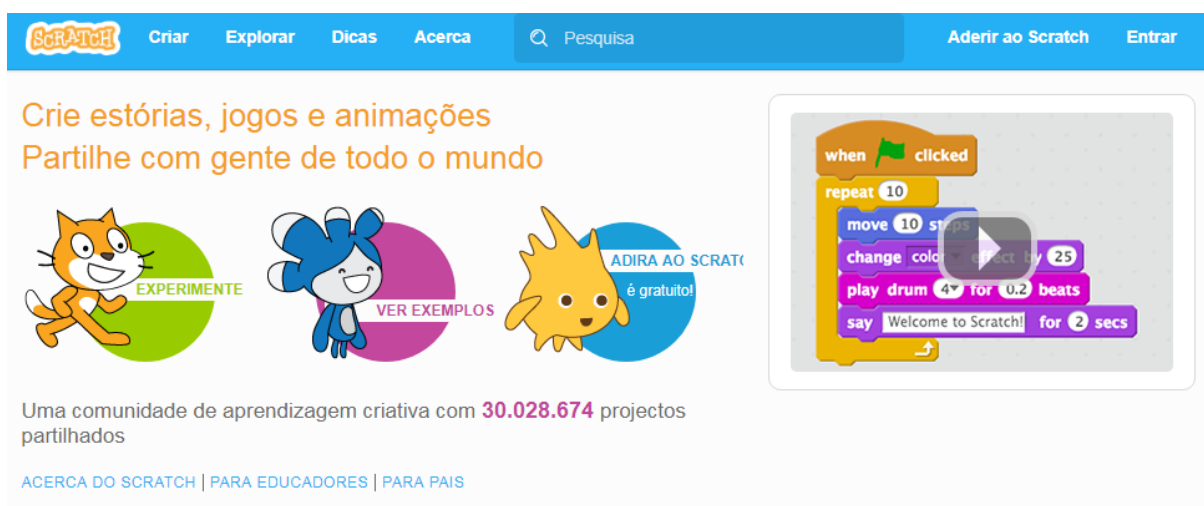 SCRATCH Criar Explorar Dicas Acerca Pesquisa Aderir ao Scratch Entrar
Crie estórias, jogos e animações
Partilhe com gente de todo o mundo
EXPERIMENTE
VER EXEMPLOS
ADIRA AO SCRATC
é gratuito!
Uma comunidade de aprendizagem criativa com 30.028.674 projectos
partilhados
ACERCA DO SCRATCH | PARA EDUCADORES | PARA PAIS
when clicked
repeat 10
move 10 steps
change color effect by 25
play drum 4 for 0.2 beats
say Welcome to Scratch! for 2 secs